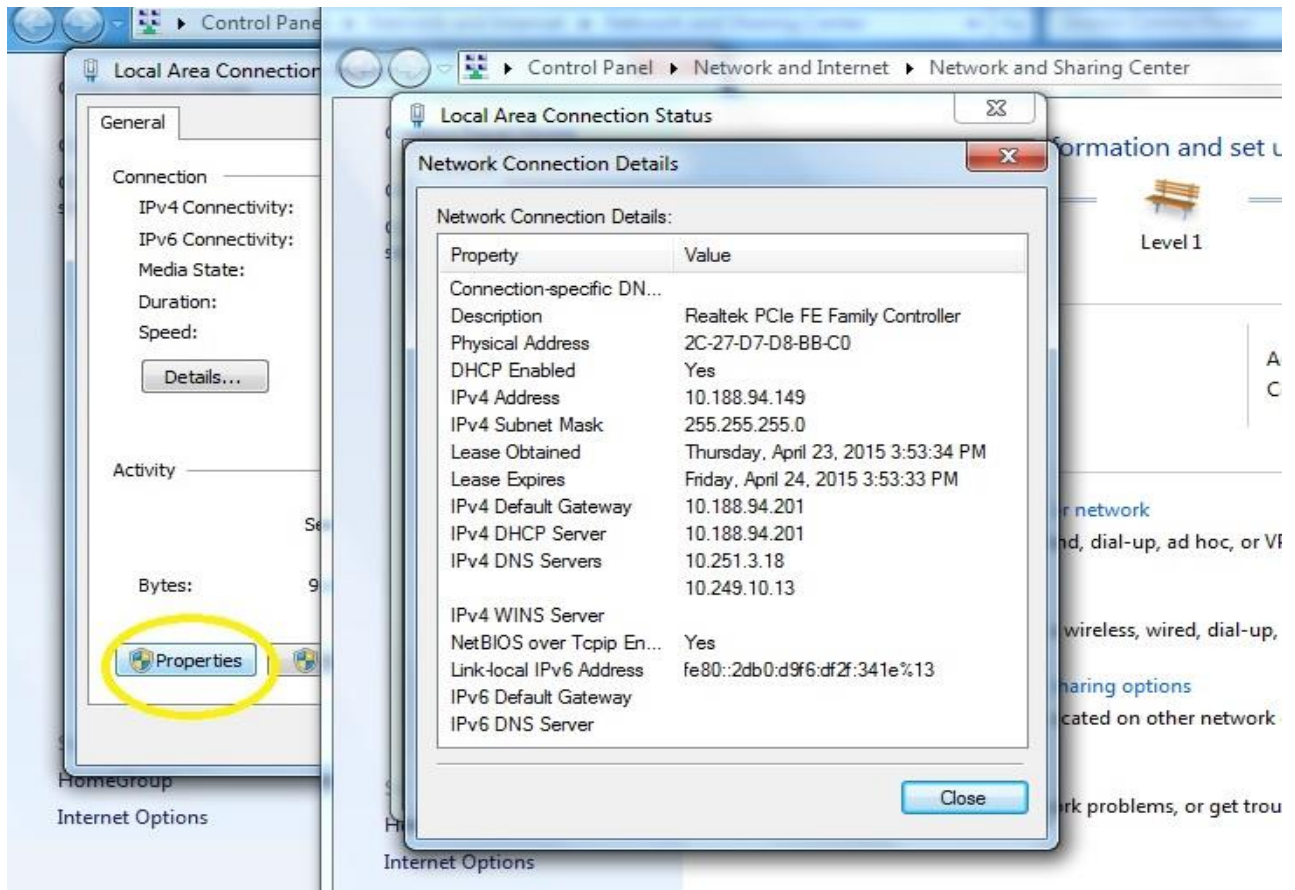 Control Pane
Local Area Connection
General
Connection
IPv4 Connectivity:
IPv6 Connectivity:
Media State:
Duration:
Speed:
Details...
Activity
Bytes: 9
Properties
HomeGroup
Internet Options
Control Panel Network and Internet Network and Sharing Center
Local Area Connection Status
Network Connection Details
Network Connection Details:
Property Value
Connection-specific DN...
Description Realtek PCIe FE Family Controller
Physical Address 2C-27-D7-D8-BB-C0
DHCP Enabled Yes
IPv4 Address 10.188.94.149
IPv4 Subnet Mask 255.255.255.0
Lease Obtained Thursday, April 23, 2015 3:53:34 PM
Lease Expires Friday, April 24, 2015 3:53:33 PM
IPv4 Default Gateway 10.188.94.201
IPv4 DHCP Server 10.188.94.201
IPv4 DNS Servers 10.251.3.18
10.249.10.13
IPv4 WINS Server
NetBIOS over Tcpip En... Yes
Link-local IPv6 Address fe80::2db0:d9f6:df2f:341e%13
IPv6 Default Gateway
IPv6 DNS Server
Close
Internet Options
formation and set u
Level 1
r network
nd, dial-up, ad hoc, or VP
wireless, wired, dial-up,
haring options
cated on other network
rk problems, or get trou